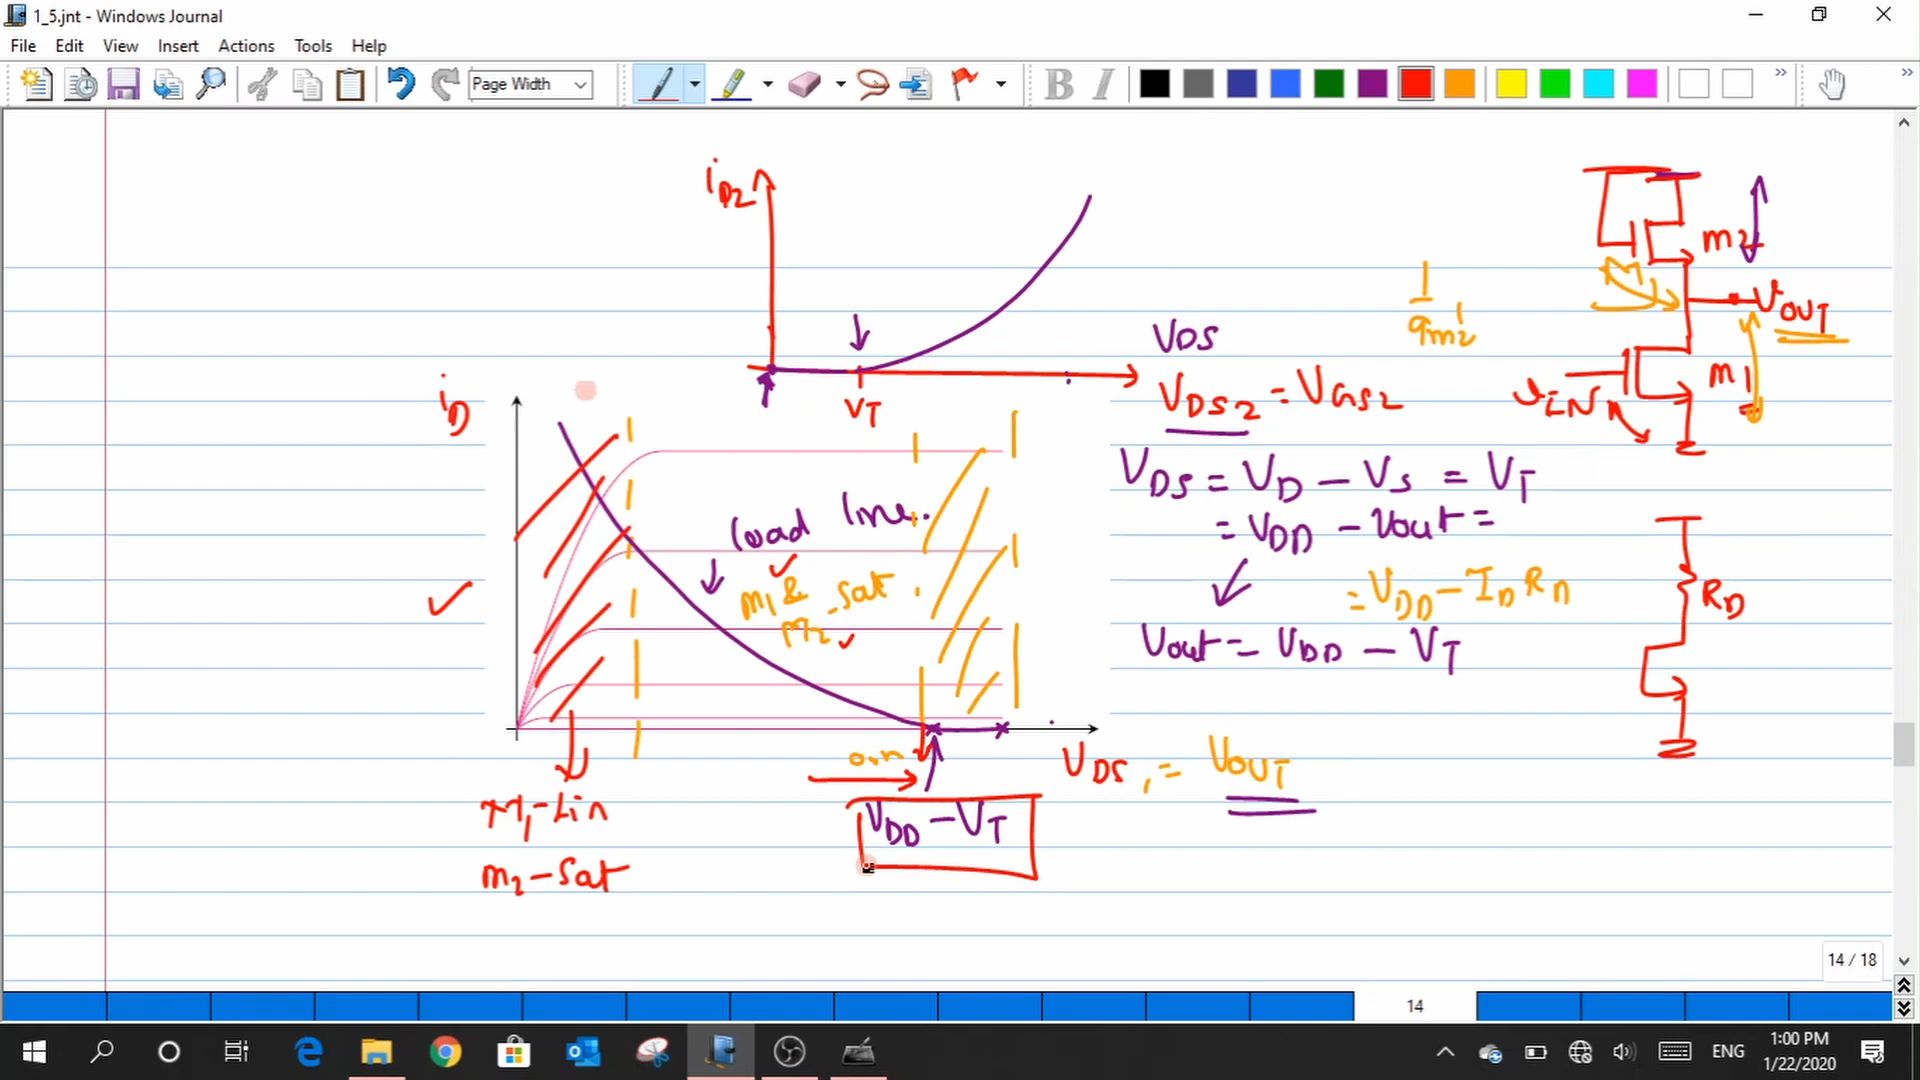 1_5.jnt - Windows Journal
File Edit View Insert Actions Tools Help
Page Width
B I
iD2
VDS
VT
VDS2 = VGS2
1
gm2
m2
VOUT
m1
VIN
iD
VDS = VD - VS = VT
= VDD - Vout =
= VDD - ID RD
Vout = VDD - VT
RD
load line.
m1 & m2 - sat
VDS1 = VOUT
VDD - VT
M1 - Lin
m2 - Sat
14 / 18
14
ENG
1:00 PM
1/22/2020